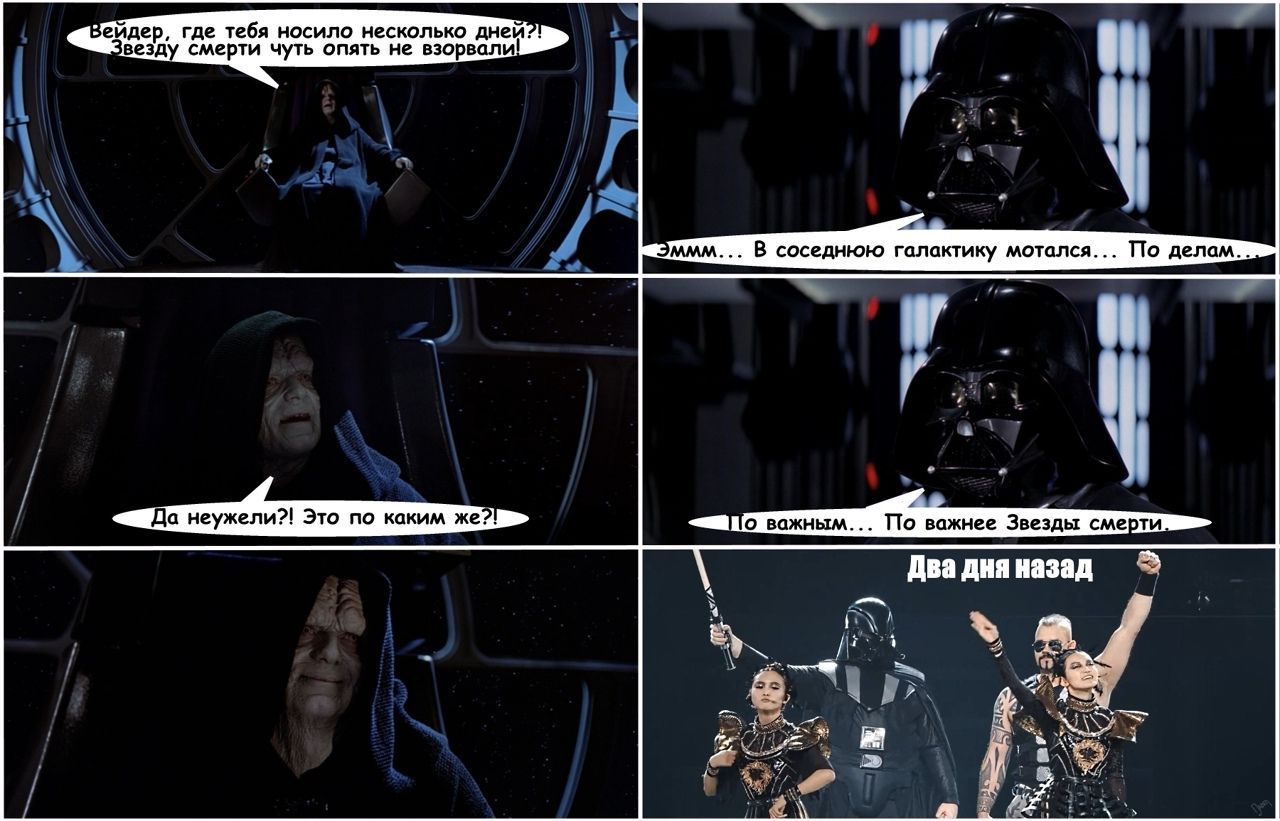 Вейдер, где тебя носило несколько дней?!
Звезду смерти чуть опять не взорвали!
Эммм... В соседнюю галактику мотался... По делам...
Да неужели?! Это по каким же?!
По важным... По важнее Звезды смерти.
Два дня назад